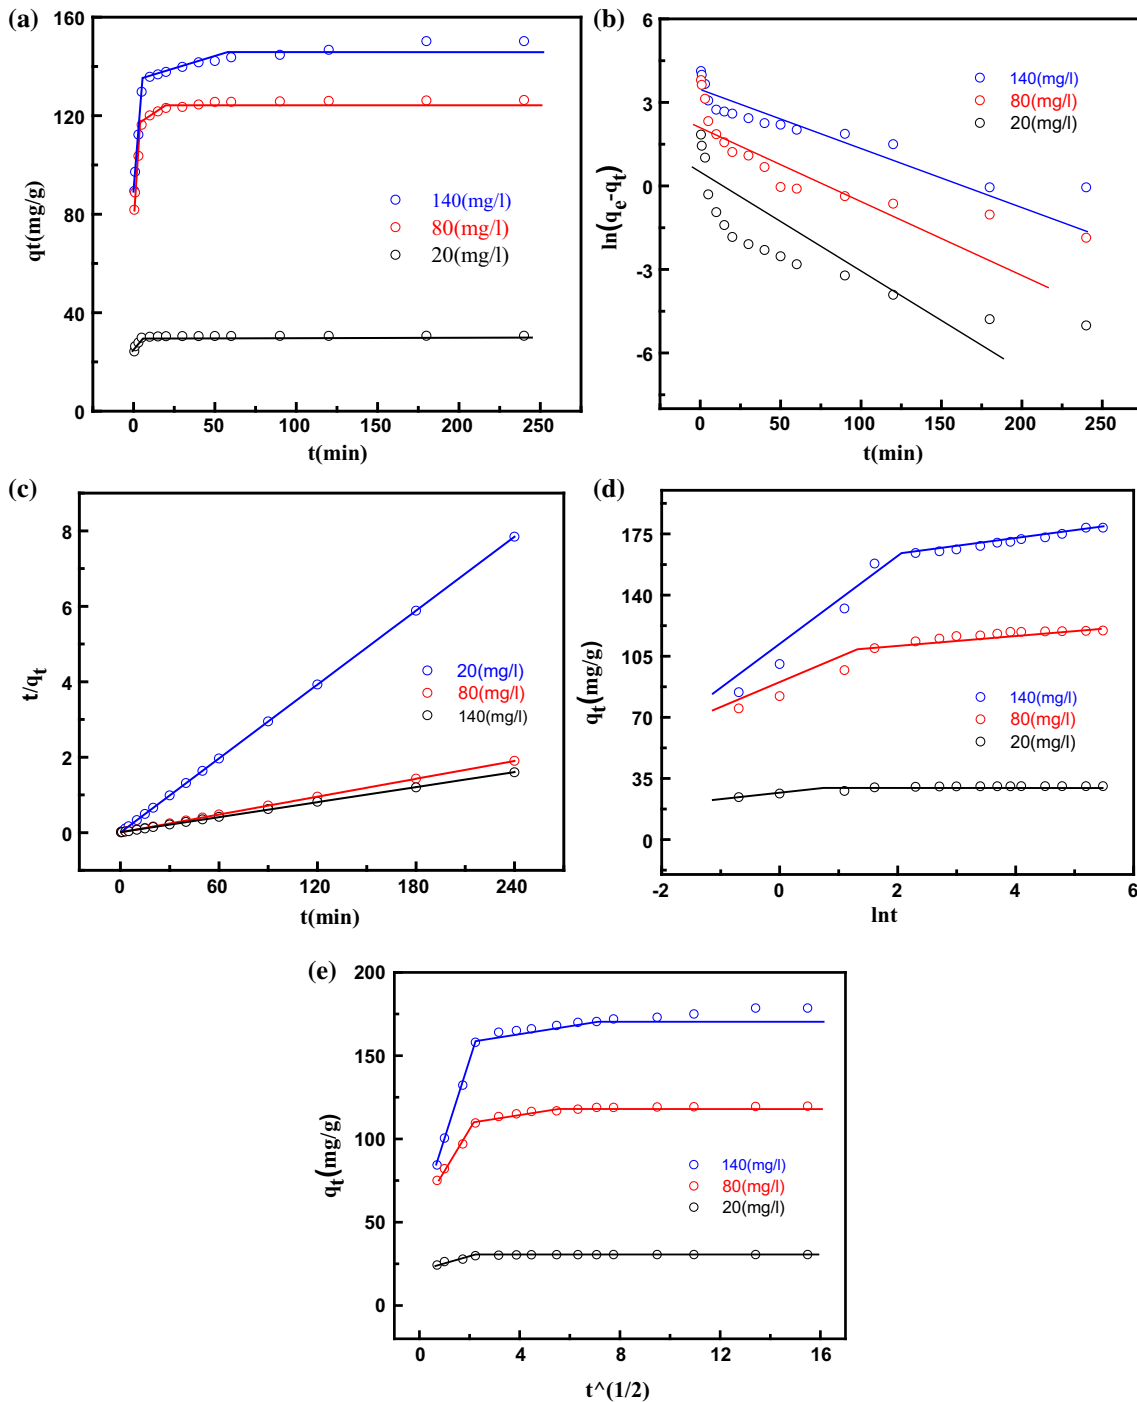 (a)
160
120
80
40
0
qt(mg/g)
140(mg/l)
80(mg/l)
20(mg/l)
0 50 100 150 200 250
t(min)
(b)
6
3
0
-3
-6
ln(qe-qt)
140(mg/l)
80(mg/l)
20(mg/l)
0 50 100 150 200 250
t(min)
(c)
8
6
4
2
0
t/qt
20(mg/l)
80(mg/l)
140(mg/l)
0 60 120 180 240
t(min)
(d)
175
140
105
70
35
0
qt(mg/g)
140(mg/l)
80(mg/l)
20(mg/l)
-2 0 2 4 6
lnt
(e)
200
150
100
50
0
qt(mg/g)
140(mg/l)
80(mg/l)
20(mg/l)
0 4 8 12 16
t^(1/2)